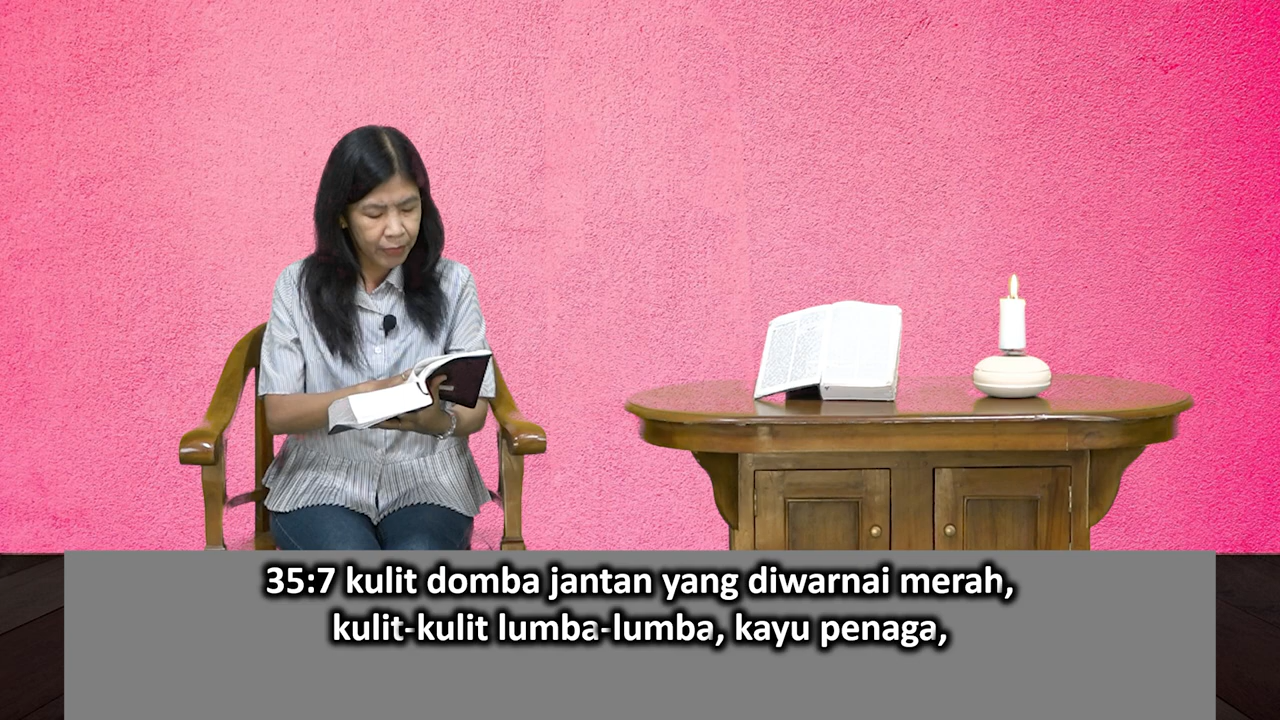 35:7 kulit domba jantan yang diwarnai merah,
kulit-kulit lumba-lumba, kayu penaga,